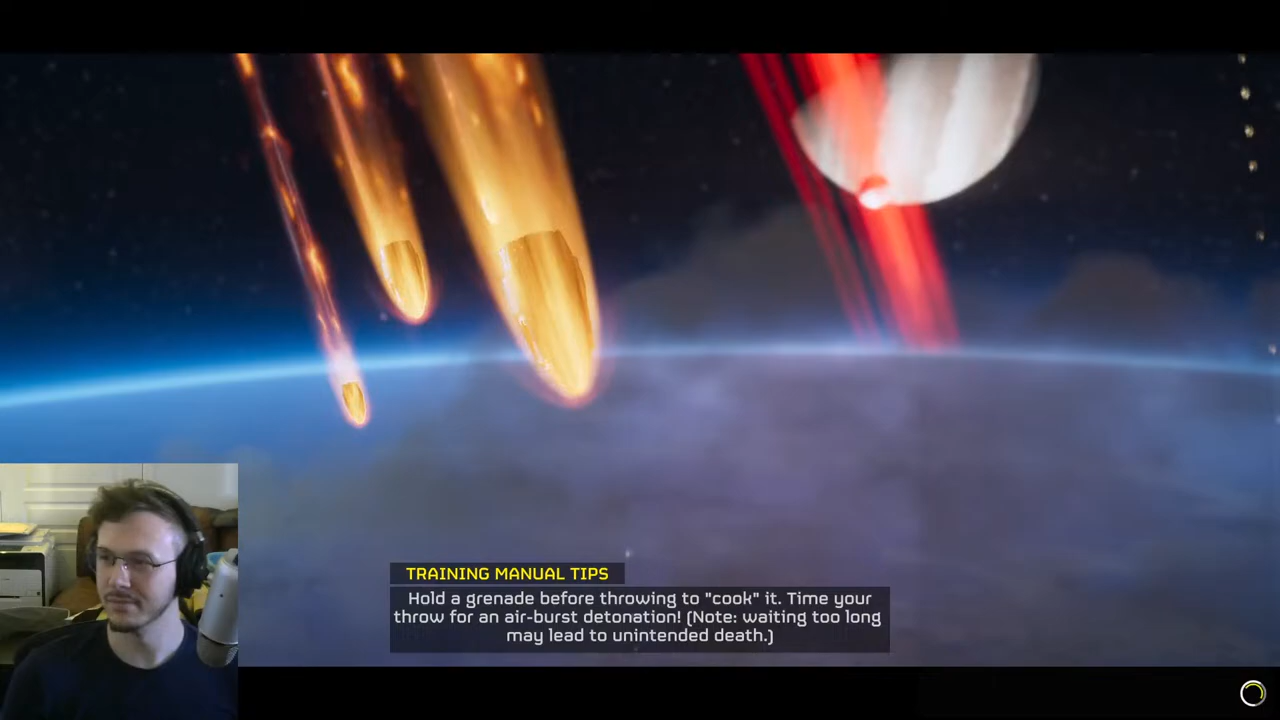 TRAINING MANUAL TIPS
Hold a grenade before throwing to "cook" it. Time your
throw for an air-burst detonation! (Note: waiting too long
may lead to unintended death.)